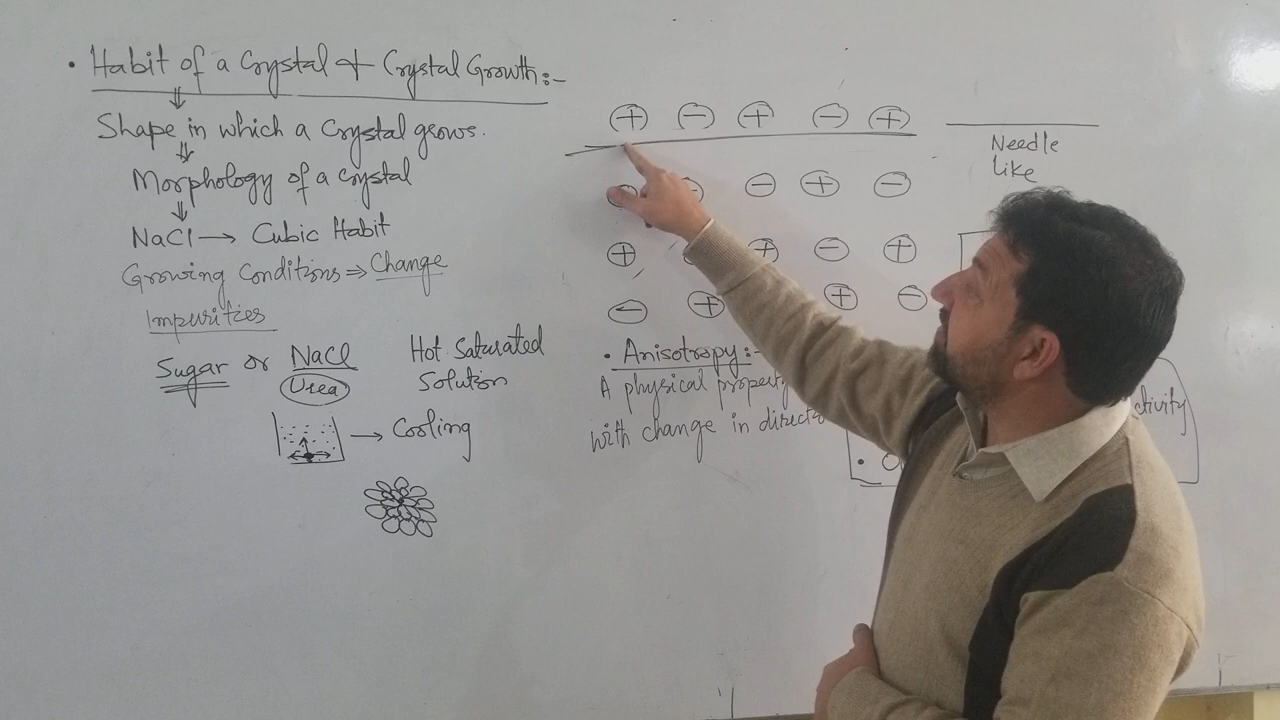 • Habit of a Crystal & Crystal Growth:-
⇓
Shape in which a Crystal grows.
⇓
Morphology of a Crystal
⇓
NaCl → Cubic Habit
Growing Conditions ⇒ Change
Impurities
Sugar or NaCl
Urea
Hot Saturated
Solution
→ Cooling
+ − + − +
− − + −
+ + − +
− + + −
Needle
like
• Anisotropy:-
A physical property
with change in
ctivity